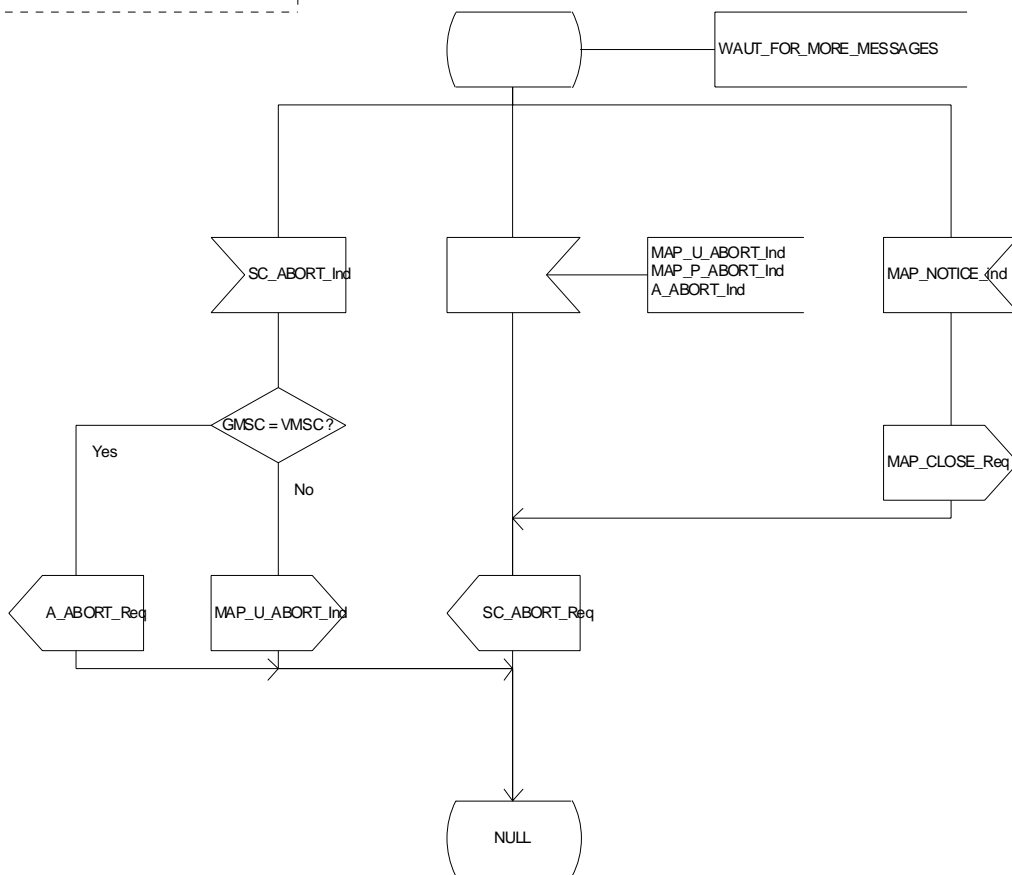 WAUT_FOR_MORE_MESSAGES
SC_ABORT_Ind
MAP_U_ABORT_Ind
MAP_P_ABORT_Ind
A_ABORT_Ind
MAP_NOTICE_ind
GMSC = VMSC?
Yes
No
MAP_CLOSE_Req
A_ABORT_Req
MAP_U_ABORT_Ind
SC_ABORT_Req
NULL